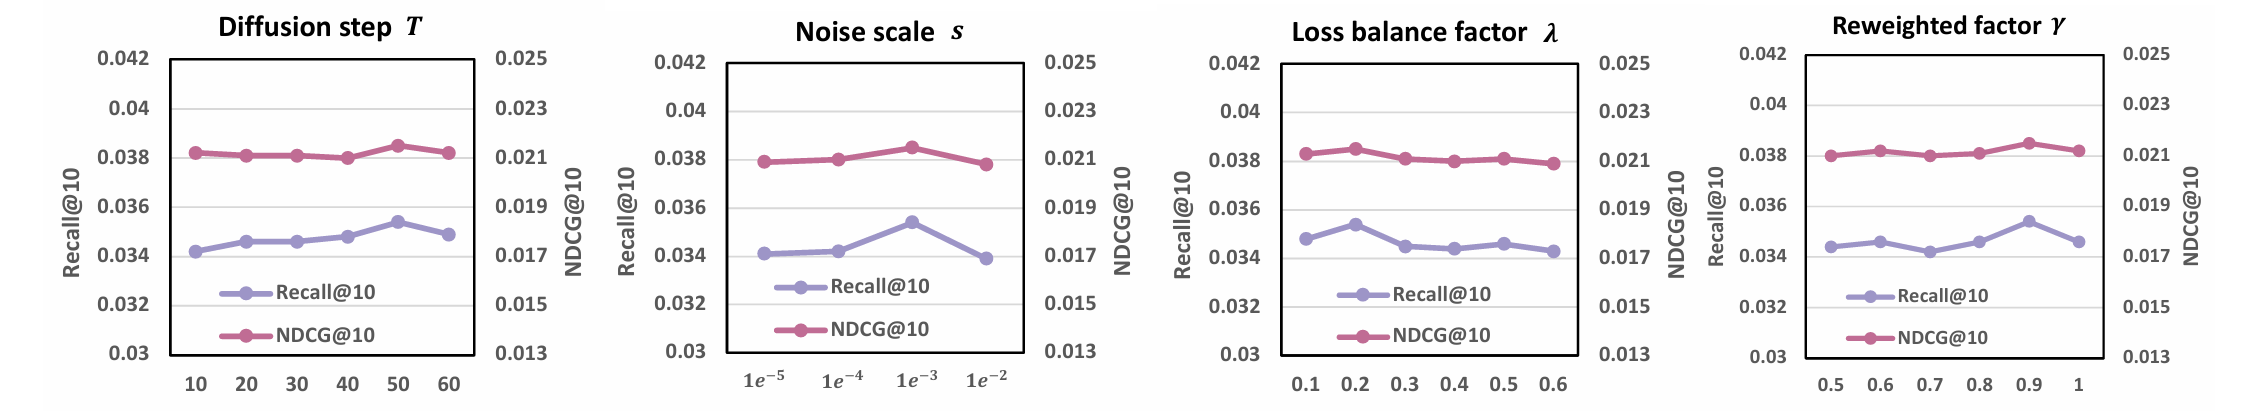 Diffusion step T
0.042
0.04
0.038
0.036
0.034
0.032
0.03
Recall@10
0.025
0.023
0.021
0.019
0.017
0.015
0.013
NDCG@10
Recall@10
NDCG@10
10 20 30 40 50 60
Noise scale s
0.042
0.04
0.038
0.036
0.034
0.032
0.03
Recall@10
0.025
0.023
0.021
0.019
0.017
0.015
0.013
NDCG@10
Recall@10
NDCG@10
1e⁻⁵ 1e⁻⁴ 1e⁻³ 1e⁻²
Loss balance factor λ
0.042
0.04
0.038
0.036
0.034
0.032
0.03
Recall@10
0.025
0.023
0.021
0.019
0.017
0.015
0.013
NDCG@10
Recall@10
NDCG@10
0.1 0.2 0.3 0.4 0.5 0.6
Reweighted factor γ
0.042
0.04
0.038
0.036
0.034
0.032
0.03
Recall@10
0.025
0.023
0.021
0.019
0.017
0.015
0.013
NDCG@10
Recall@10
NDCG@10
0.5 0.6 0.7 0.8 0.9 1